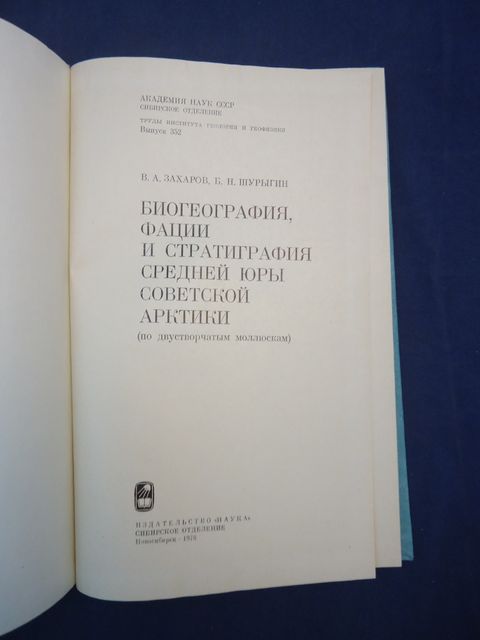 АКАДЕМИЯ НАУК СССР
СИБИРСКОЕ ОТДЕЛЕНИЕ
ТРУДЫ ИНСТИТУТА ГЕОЛОГИИ И ГЕОФИЗИКИ
Выпуск 352
В. А. ЗАХАРОВ, Б. Н. ШУРЫГИН
БИОГЕОГРАФИЯ,
ФАЦИИ
И СТРАТИГРАФИЯ
СРЕДНЕЙ ЮРЫ
СОВЕТСКОЙ
АРКТИКИ
(по двустворчатым моллюскам)
ИЗДАТЕЛЬСТВО «НАУКА»
СИБИРСКОЕ ОТДЕЛЕНИЕ
Новосибирск · 1978